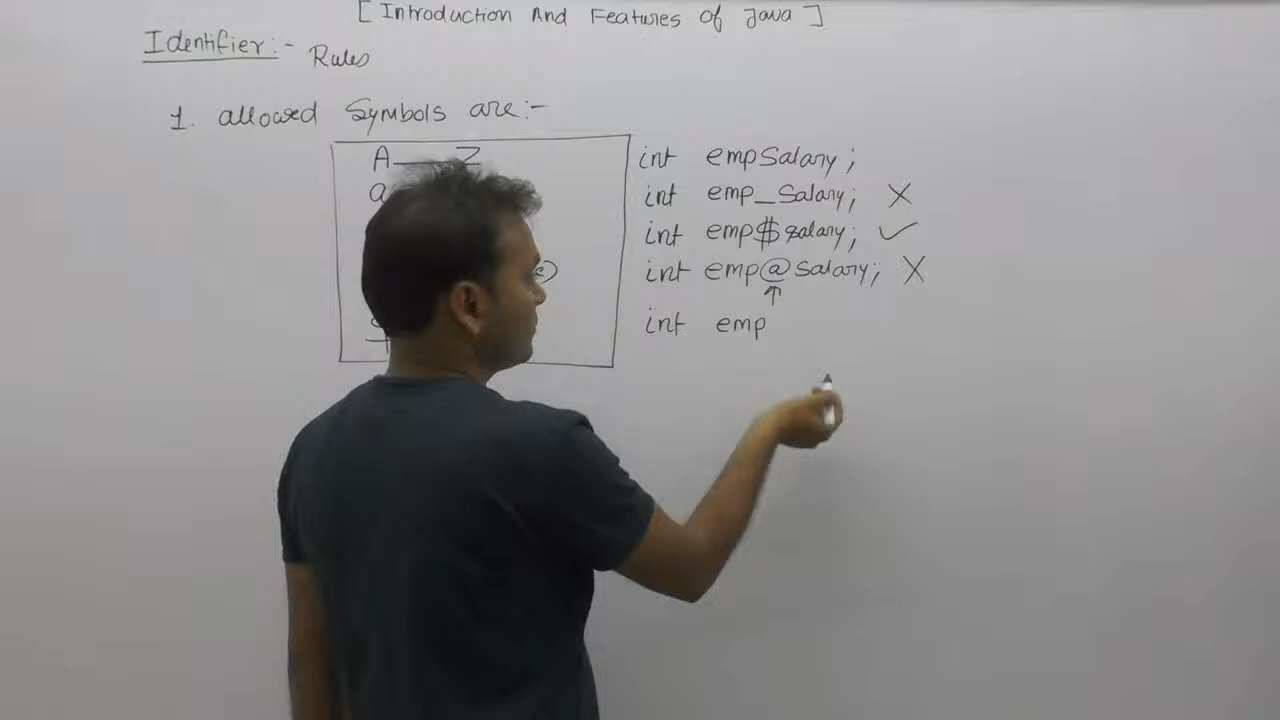 [ Introduction And Features of Java ]
Identifier:- Rules
1. allowed Symbols are:-
A — Z
a
$
int empSalary;
int emp_Salary; ✗
int emp$salary; ✓
int emp@salary; ✗
↑
int emp